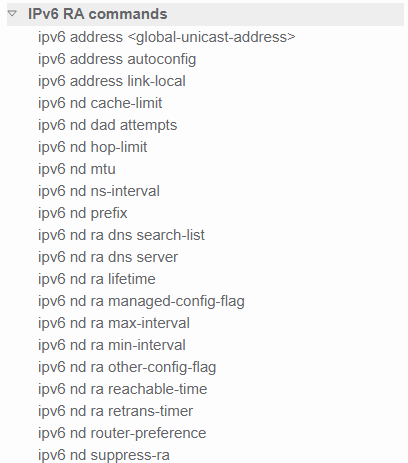 IPv6 RA commands
ipv6 address <global-unicast-address>
ipv6 address autoconfig
ipv6 address link-local
ipv6 nd cache-limit
ipv6 nd dad attempts
ipv6 nd hop-limit
ipv6 nd mtu
ipv6 nd ns-interval
ipv6 nd prefix
ipv6 nd ra dns search-list
ipv6 nd ra dns server
ipv6 nd ra lifetime
ipv6 nd ra managed-config-flag
ipv6 nd ra max-interval
ipv6 nd ra min-interval
ipv6 nd ra other-config-flag
ipv6 nd ra reachable-time
ipv6 nd ra retrans-timer
ipv6 nd router-preference
ipv6 nd suppress-ra